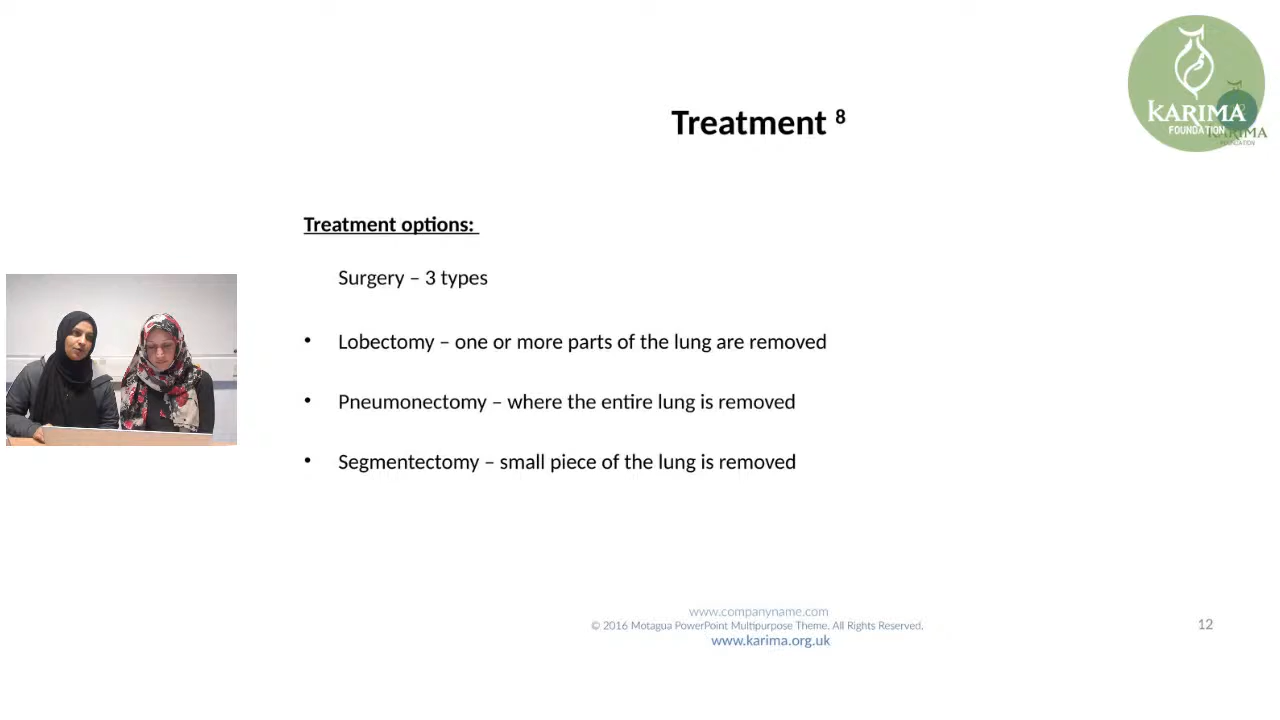 KARIMA
FOUNDATION
KARIMA
FOUNDATION
Treatment 8
Treatment options:
Surgery – 3 types
• Lobectomy – one or more parts of the lung are removed
• Pneumonectomy – where the entire lung is removed
• Segmentectomy – small piece of the lung is removed
www.companyname.com
© 2016 Motagua PowerPoint Multipurpose Theme. All Rights Reserved.
www.karima.org.uk
12